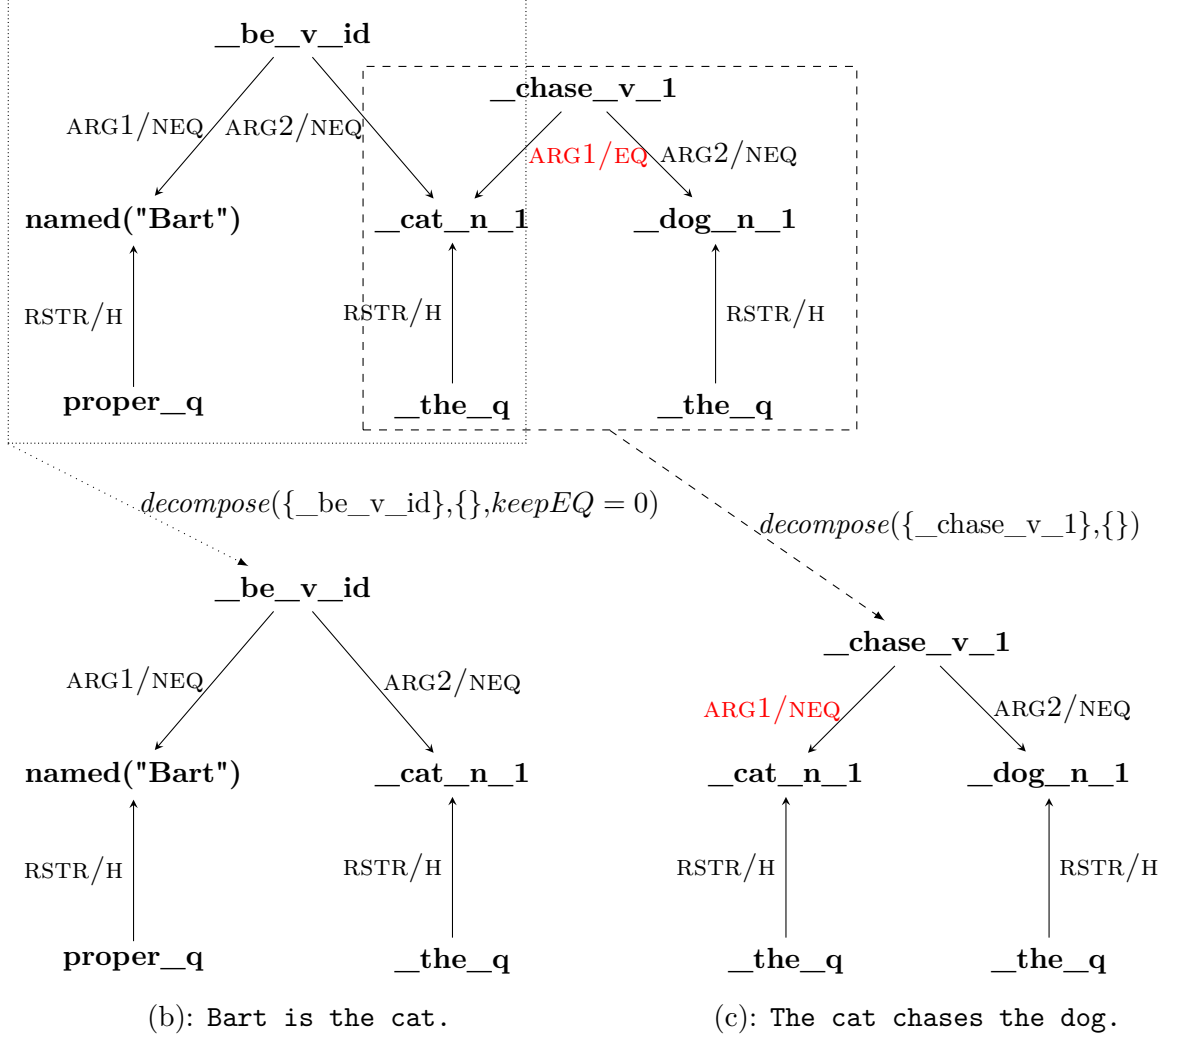 _be_v_id
_chase_v_1
ARG1/NEQ ARG2/NEQ
ARG1/EQ ARG2/NEQ
named("Bart") _cat_n_1 _dog_n_1
RSTR/H RSTR/H RSTR/H
proper_q _the_q _the_q
decompose({_be_v_id},{},keepEQ = 0)
decompose({_chase_v_1},{})
_be_v_id
_chase_v_1
ARG1/NEQ ARG2/NEQ
ARG1/NEQ ARG2/NEQ
named("Bart") _cat_n_1 _cat_n_1 _dog_n_1
RSTR/H RSTR/H RSTR/H RSTR/H
proper_q _the_q _the_q _the_q
(b): Bart is the cat. (c): The cat chases the dog.